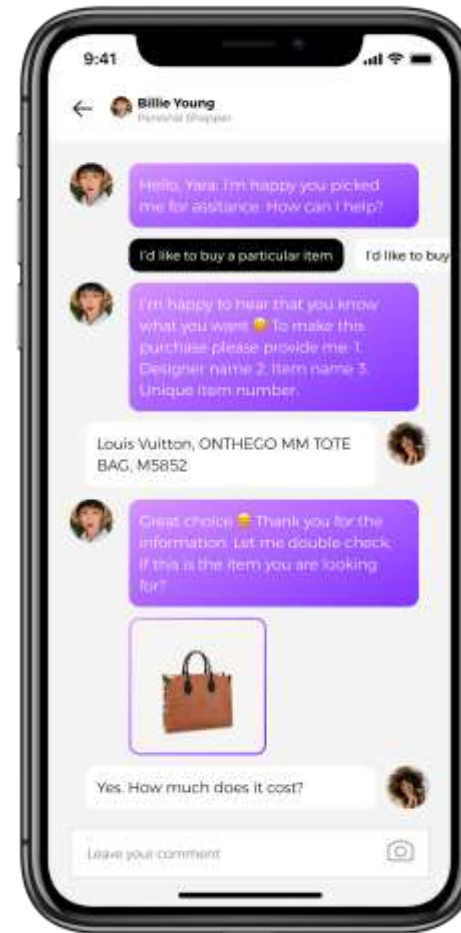 9:41
Billie Young
Personal Shopper
Hello, Yara. I'm happy you picked
me for assitance. How can I help?
I'd like to buy a particular item
I'd like to buy
I'm happy to hear that you know
what you want 😀 To make this
purchase please provide me: 1.
Designer name 2. Item name 3.
Unique item number.
Louis Vuitton, ONTHEGO MM TOTE
BAG, M5852
Great choice 😀 Thank you for the
information. Let me double check,
if this is the item you are looking
for?
Yes. How much does it cost?
Leave your comment